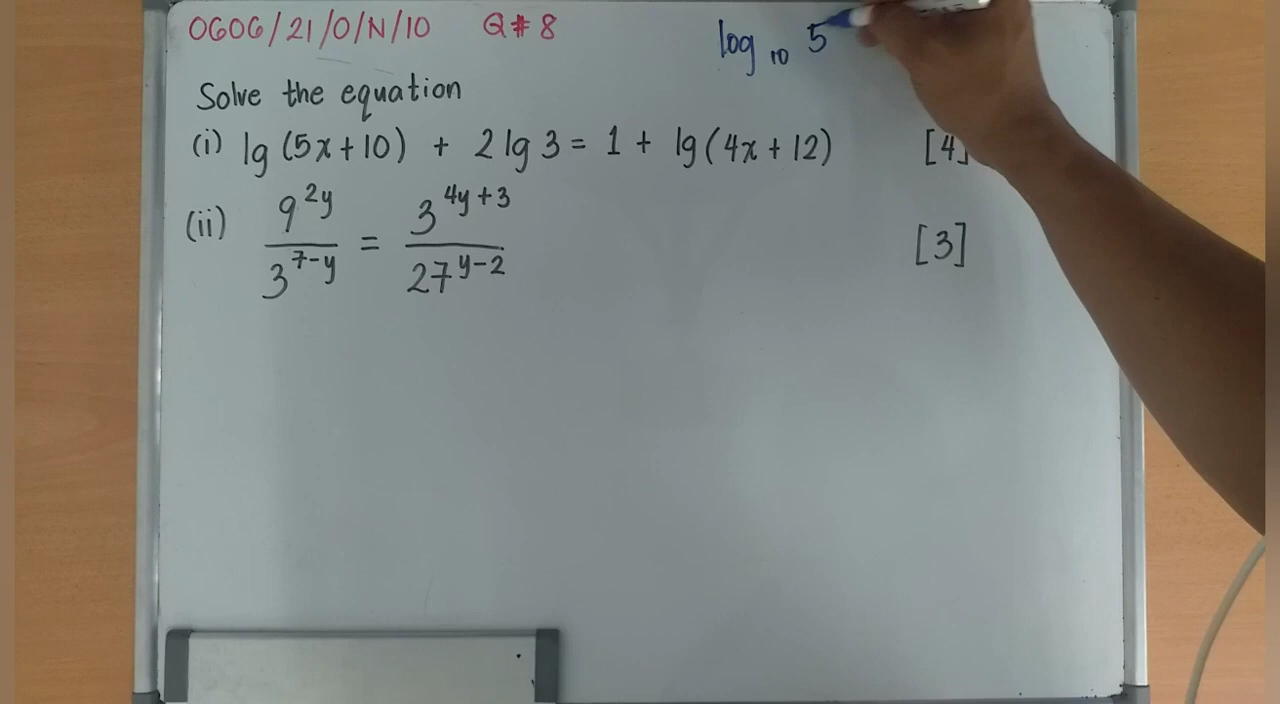 0606/21/O/N/10 Q#8
log₁₀ 5
Solve the equation
(i) lg (5x+10) + 2 lg 3 = 1 + lg (4x + 12) [4]
(ii) 9^{2y} / 3^{7-y} = 3^{4y+3} / 27^{y-2} [3]